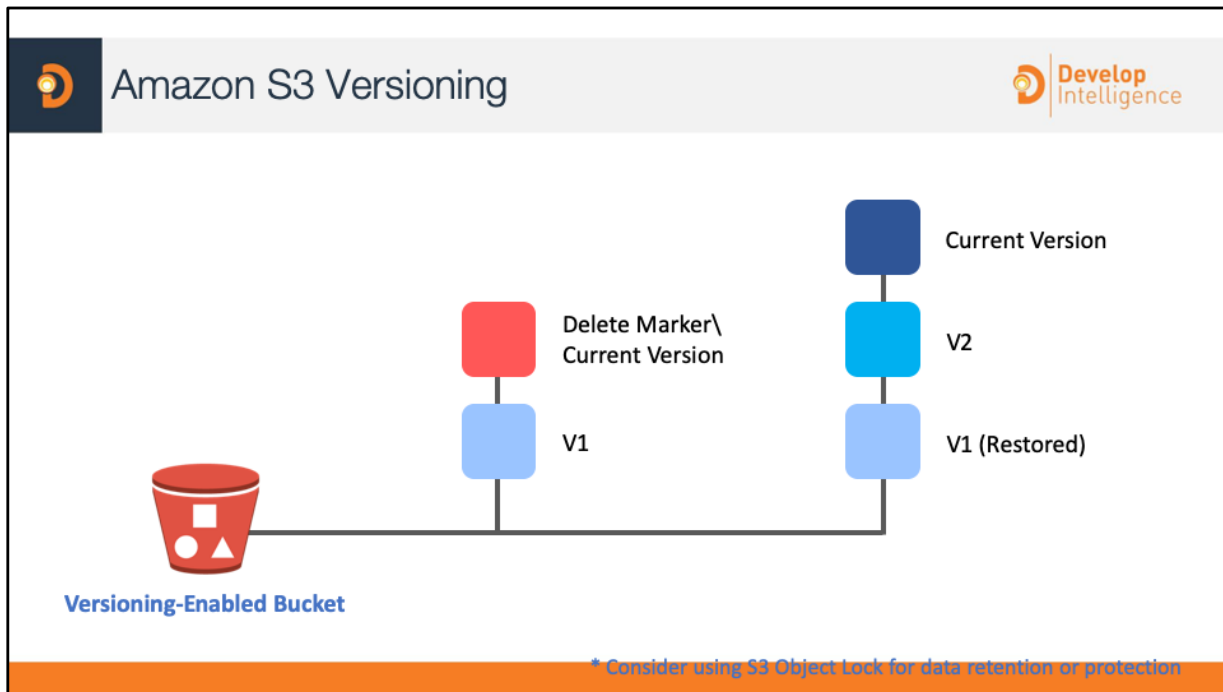 Amazon S3 Versioning
Develop
Intelligence
Current Version
Delete Marker\
Current Version
V2
V1
V1 (Restored)
Versioning-Enabled Bucket
* Consider using S3 Object Lock for data retention or protection